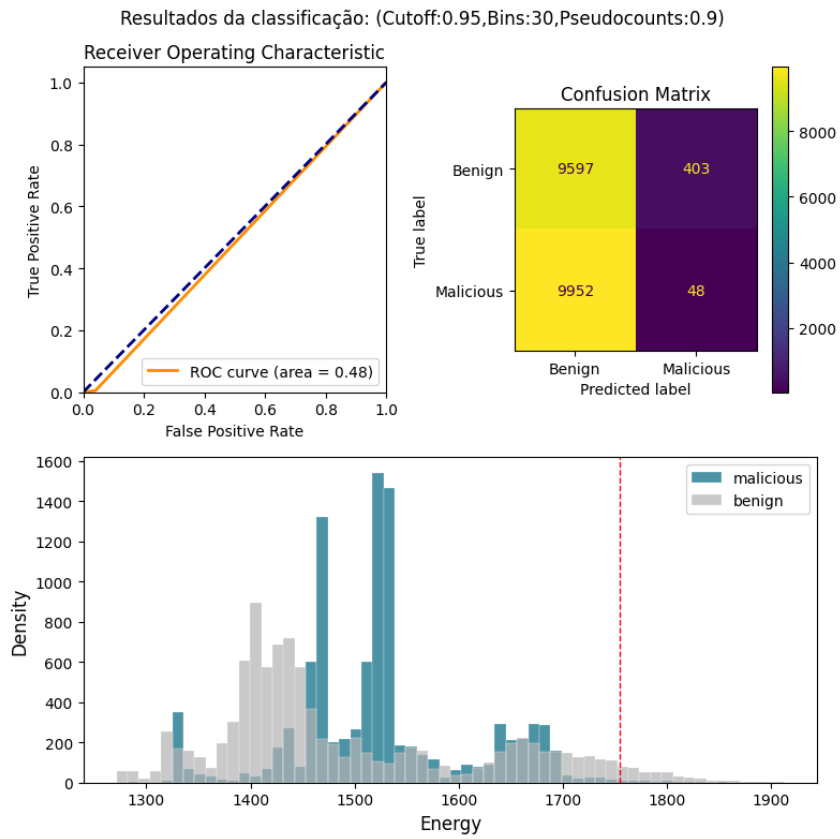 Resultados da classificação: (Cutoff:0.95,Bins:30,Pseudocounts:0.9)
Receiver Operating Characteristic
True Positive Rate
1.0
0.8
0.6
0.4
0.2
0.0
0.0 0.2 0.4 0.6 0.8 1.0
False Positive Rate
ROC curve (area = 0.48)
Confusion Matrix
True label
Benign
Malicious
9597 403
9952 48
Benign Malicious
Predicted label
8000
6000
4000
2000
malicious
benign
Density
1600
1400
1200
1000
800
600
400
200
0
1300 1400 1500 1600 1700 1800 1900
Energy